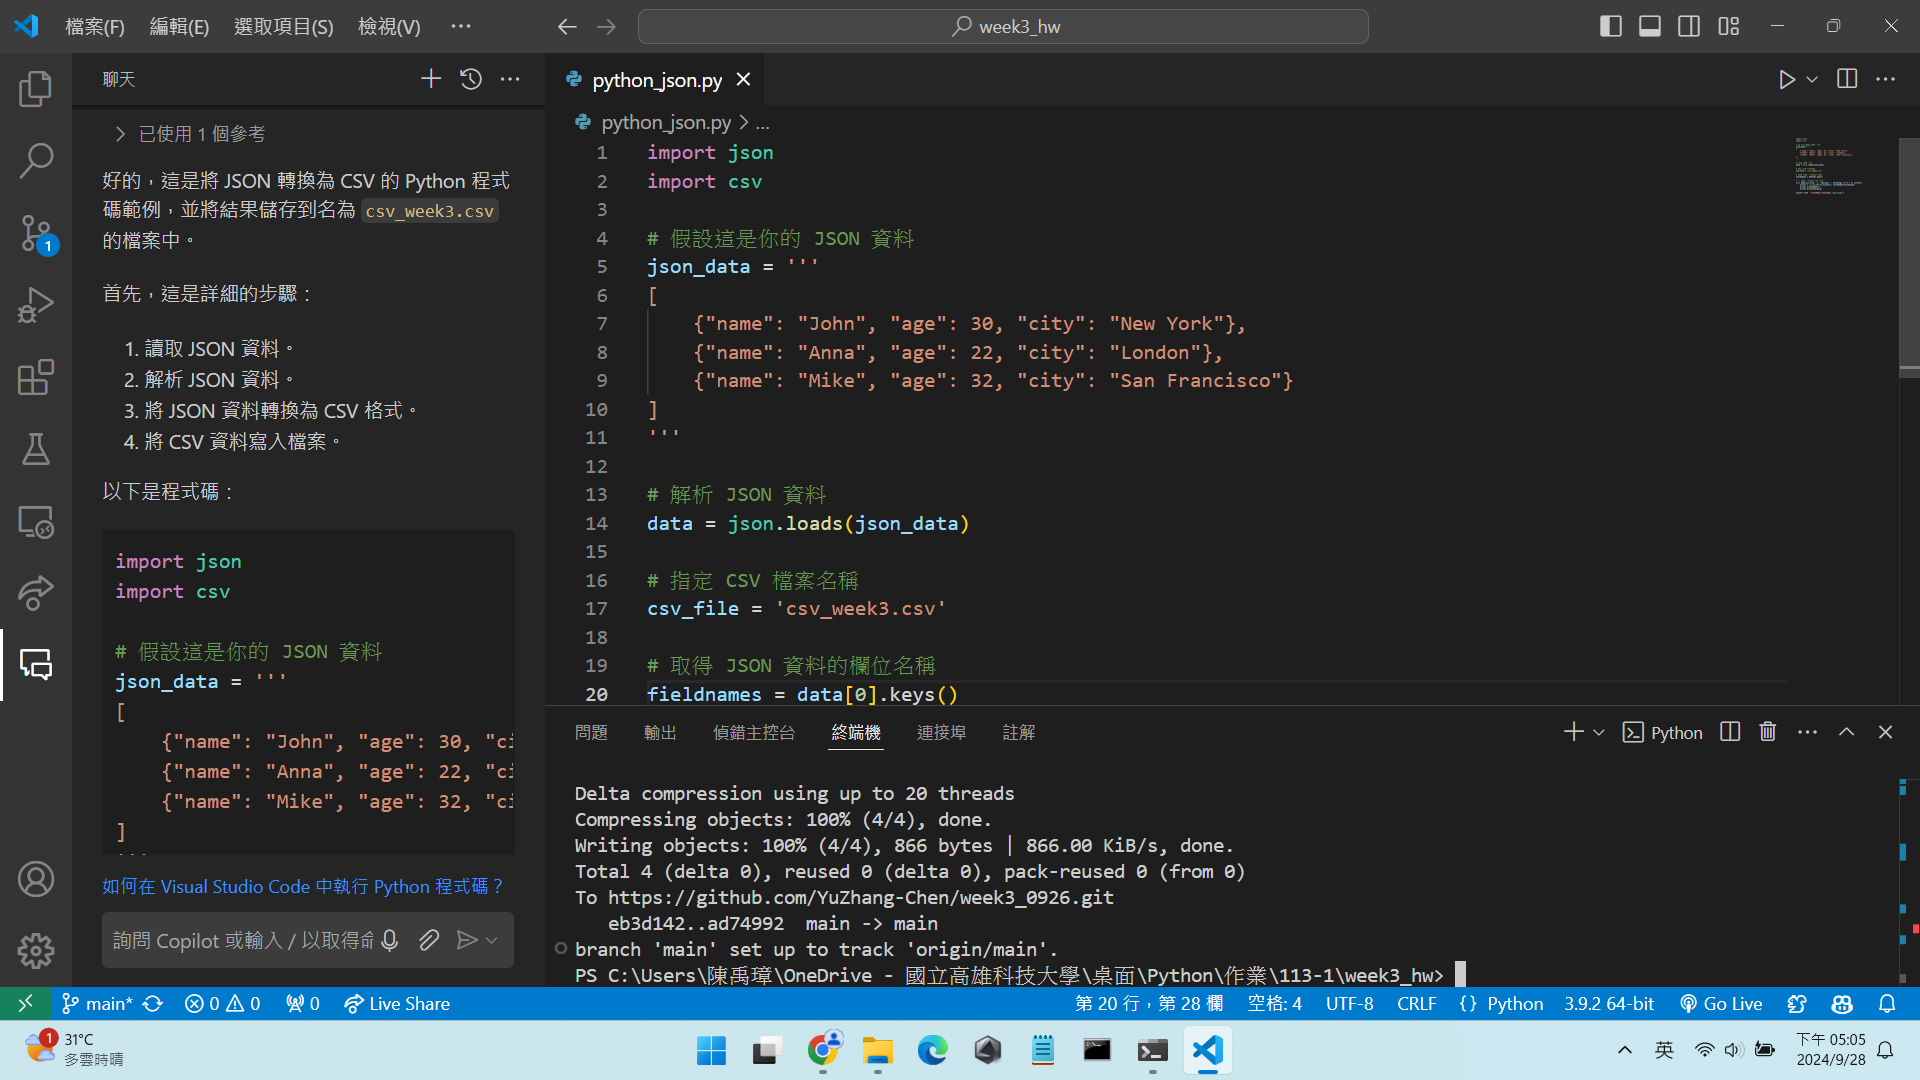 檔案(F) 編輯(E) 選取項目(S) 檢視(V) ···
week3_hw
聊天
已使用 1 個參考
好的，這是將 JSON 轉換為 CSV 的 Python 程式
碼範例，並將結果儲存到名為 csv_week3.csv
的檔案中。
首先，這是詳細的步驟：
1. 讀取 JSON 資料。
2. 解析 JSON 資料。
3. 將 JSON 資料轉換為 CSV 格式。
4. 將 CSV 資料寫入檔案。
以下是程式碼：
import json
import csv
# 假設這是你的 JSON 資料
json_data = '''
[
{"name": "John", "age": 30, "ci
{"name": "Anna", "age": 22, "ci
{"name": "Mike", "age": 32, "ci
]
如何在 Visual Studio Code 中執行 Python 程式碼？
詢問 Copilot 或輸入 / 以取得命
python_json.py
python_json.py > ...
1 import json
2 import csv
3
4 # 假設這是你的 JSON 資料
5 json_data = '''
6 [
7 {"name": "John", "age": 30, "city": "New York"},
8 {"name": "Anna", "age": 22, "city": "London"},
9 {"name": "Mike", "age": 32, "city": "San Francisco"}
10 ]
11 '''
12
13 # 解析 JSON 資料
14 data = json.loads(json_data)
15
16 # 指定 CSV 檔案名稱
17 csv_file = 'csv_week3.csv'
18
19 # 取得 JSON 資料的欄位名稱
20 fieldnames = data[0].keys()
問題 輸出 偵錯主控台 終端機 連接埠 註解
Python
Delta compression using up to 20 threads
Compressing objects: 100% (4/4), done.
Writing objects: 100% (4/4), 866 bytes | 866.00 KiB/s, done.
Total 4 (delta 0), reused 0 (delta 0), pack-reused 0 (from 0)
To https://github.com/YuZhang-Chen/week3_0926.git
eb3d142..ad74992 main -> main
branch 'main' set up to track 'origin/main'.
PS C:\Users\陳禹璋\OneDrive - 國立高雄科技大學\桌面\Python\作業\113-1\week3_hw>
1
main* 0 0 0 Live Share
第 20 行，第 28 欄 空格: 4 UTF-8 CRLF {} Python 3.9.2 64-bit Go Live
1
31°C
多雲時晴
英
下午 05:05
2024/9/28